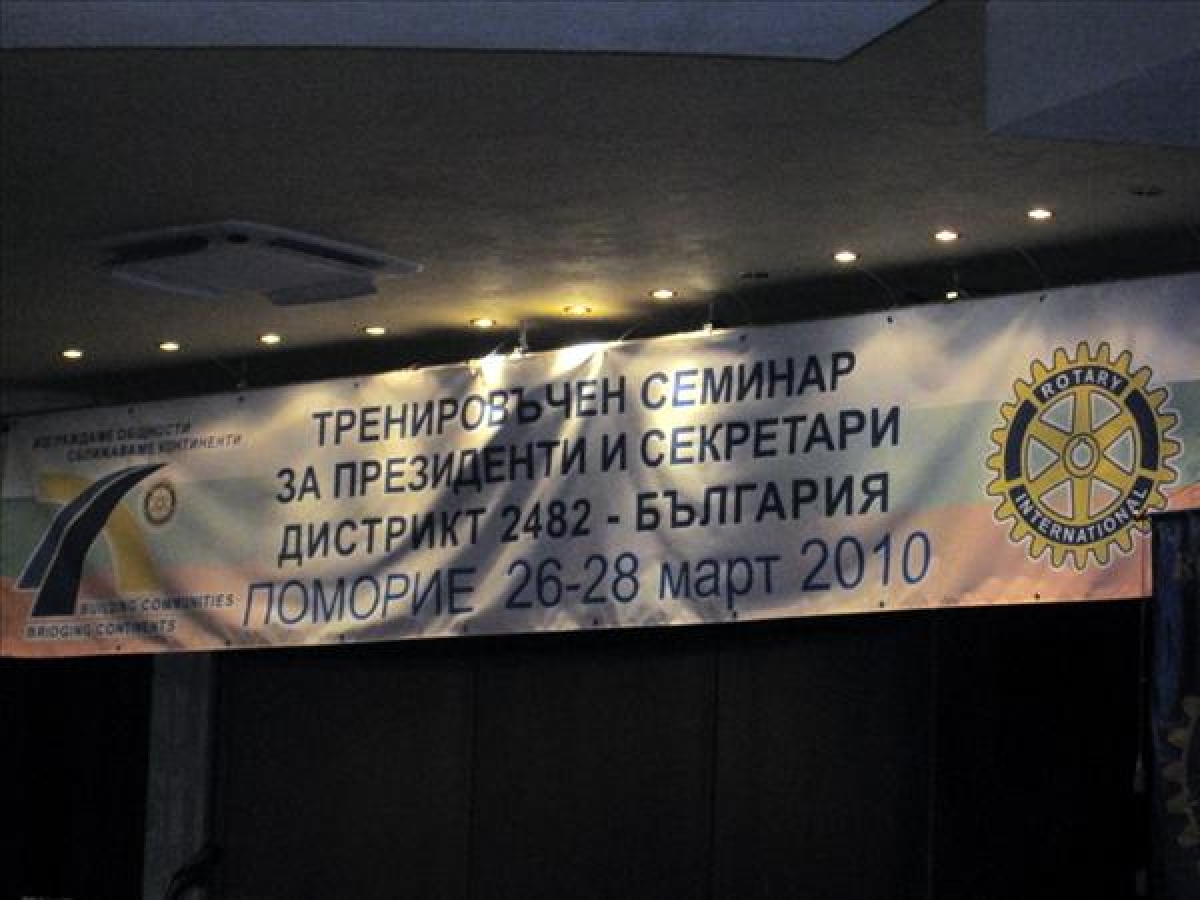 ИЗГРАЖДАМЕ ОБЩНОСТИ
СБЛИЖАВАМЕ КОНТИНЕНТИ
ТРЕНИРОВЪЧЕН СЕМИНАР
ЗА ПРЕЗИДЕНТИ И СЕКРЕТАРИ
ДИСТРИКТ 2482 - БЪЛГАРИЯ
ПОМОРИЕ 26-28 март 2010
BUILDING COMMUNITIES
BRIDGING CONTINENTS
ROTARY
INTERNATIONAL